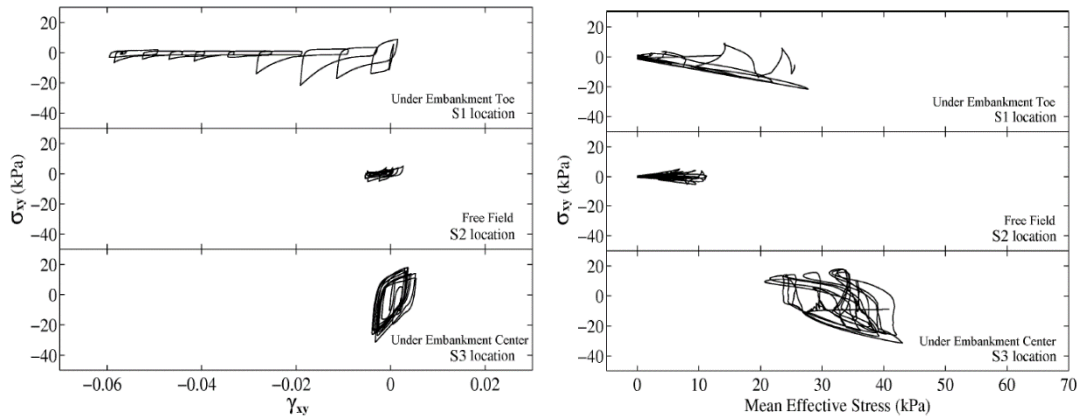 20
0
−20
−40
Under Embankment Toe
S1 location
20
0
−20
−40
Free Field
S2 location
20
0
−20
−40
Under Embankment Center
S3 location
σxy (kPa)
−0.06
−0.04
−0.02
0
0.02
γxy
20
0
−20
−40
Under Embankment Toe
S1 location
20
0
−20
−40
Free Field
S2 location
20
0
−20
−40
Under Embankment Center
S3 location
σxy (kPa)
0
10
20
30
40
50
60
70
Mean Effective Stress (kPa)